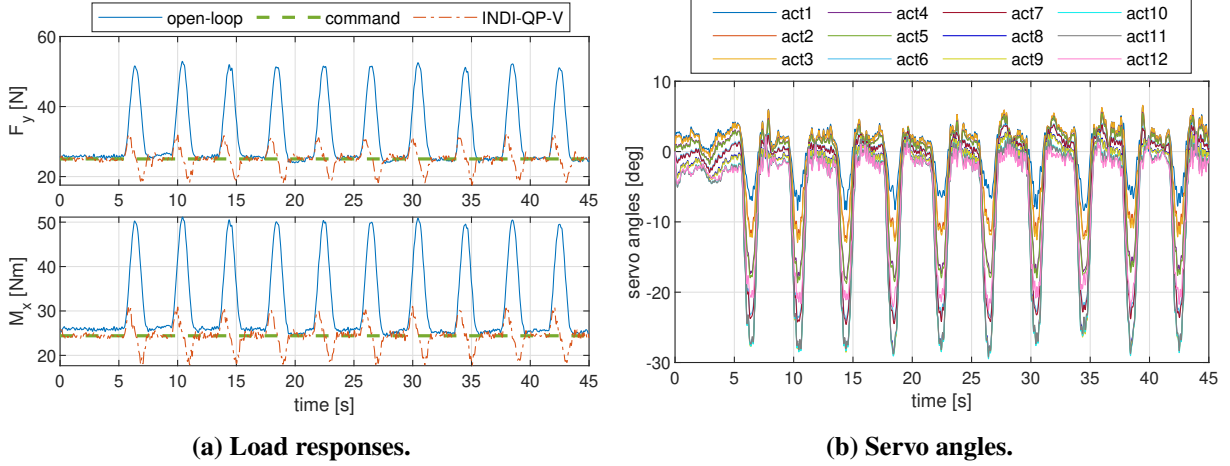 open-loop command INDI-QP-V
60
40
20
F_y [N]
0 5 10 15 20 25 30 35 40 45
50
40
30
20
M_x [Nm]
0 5 10 15 20 25 30 35 40 45
time [s]
(a) Load responses.
act1 act4 act7 act10
act2 act5 act8 act11
act3 act6 act9 act12
10
0
-10
-20
-30
servo angles [deg]
0 5 10 15 20 25 30 35 40 45
time [s]
(b) Servo angles.